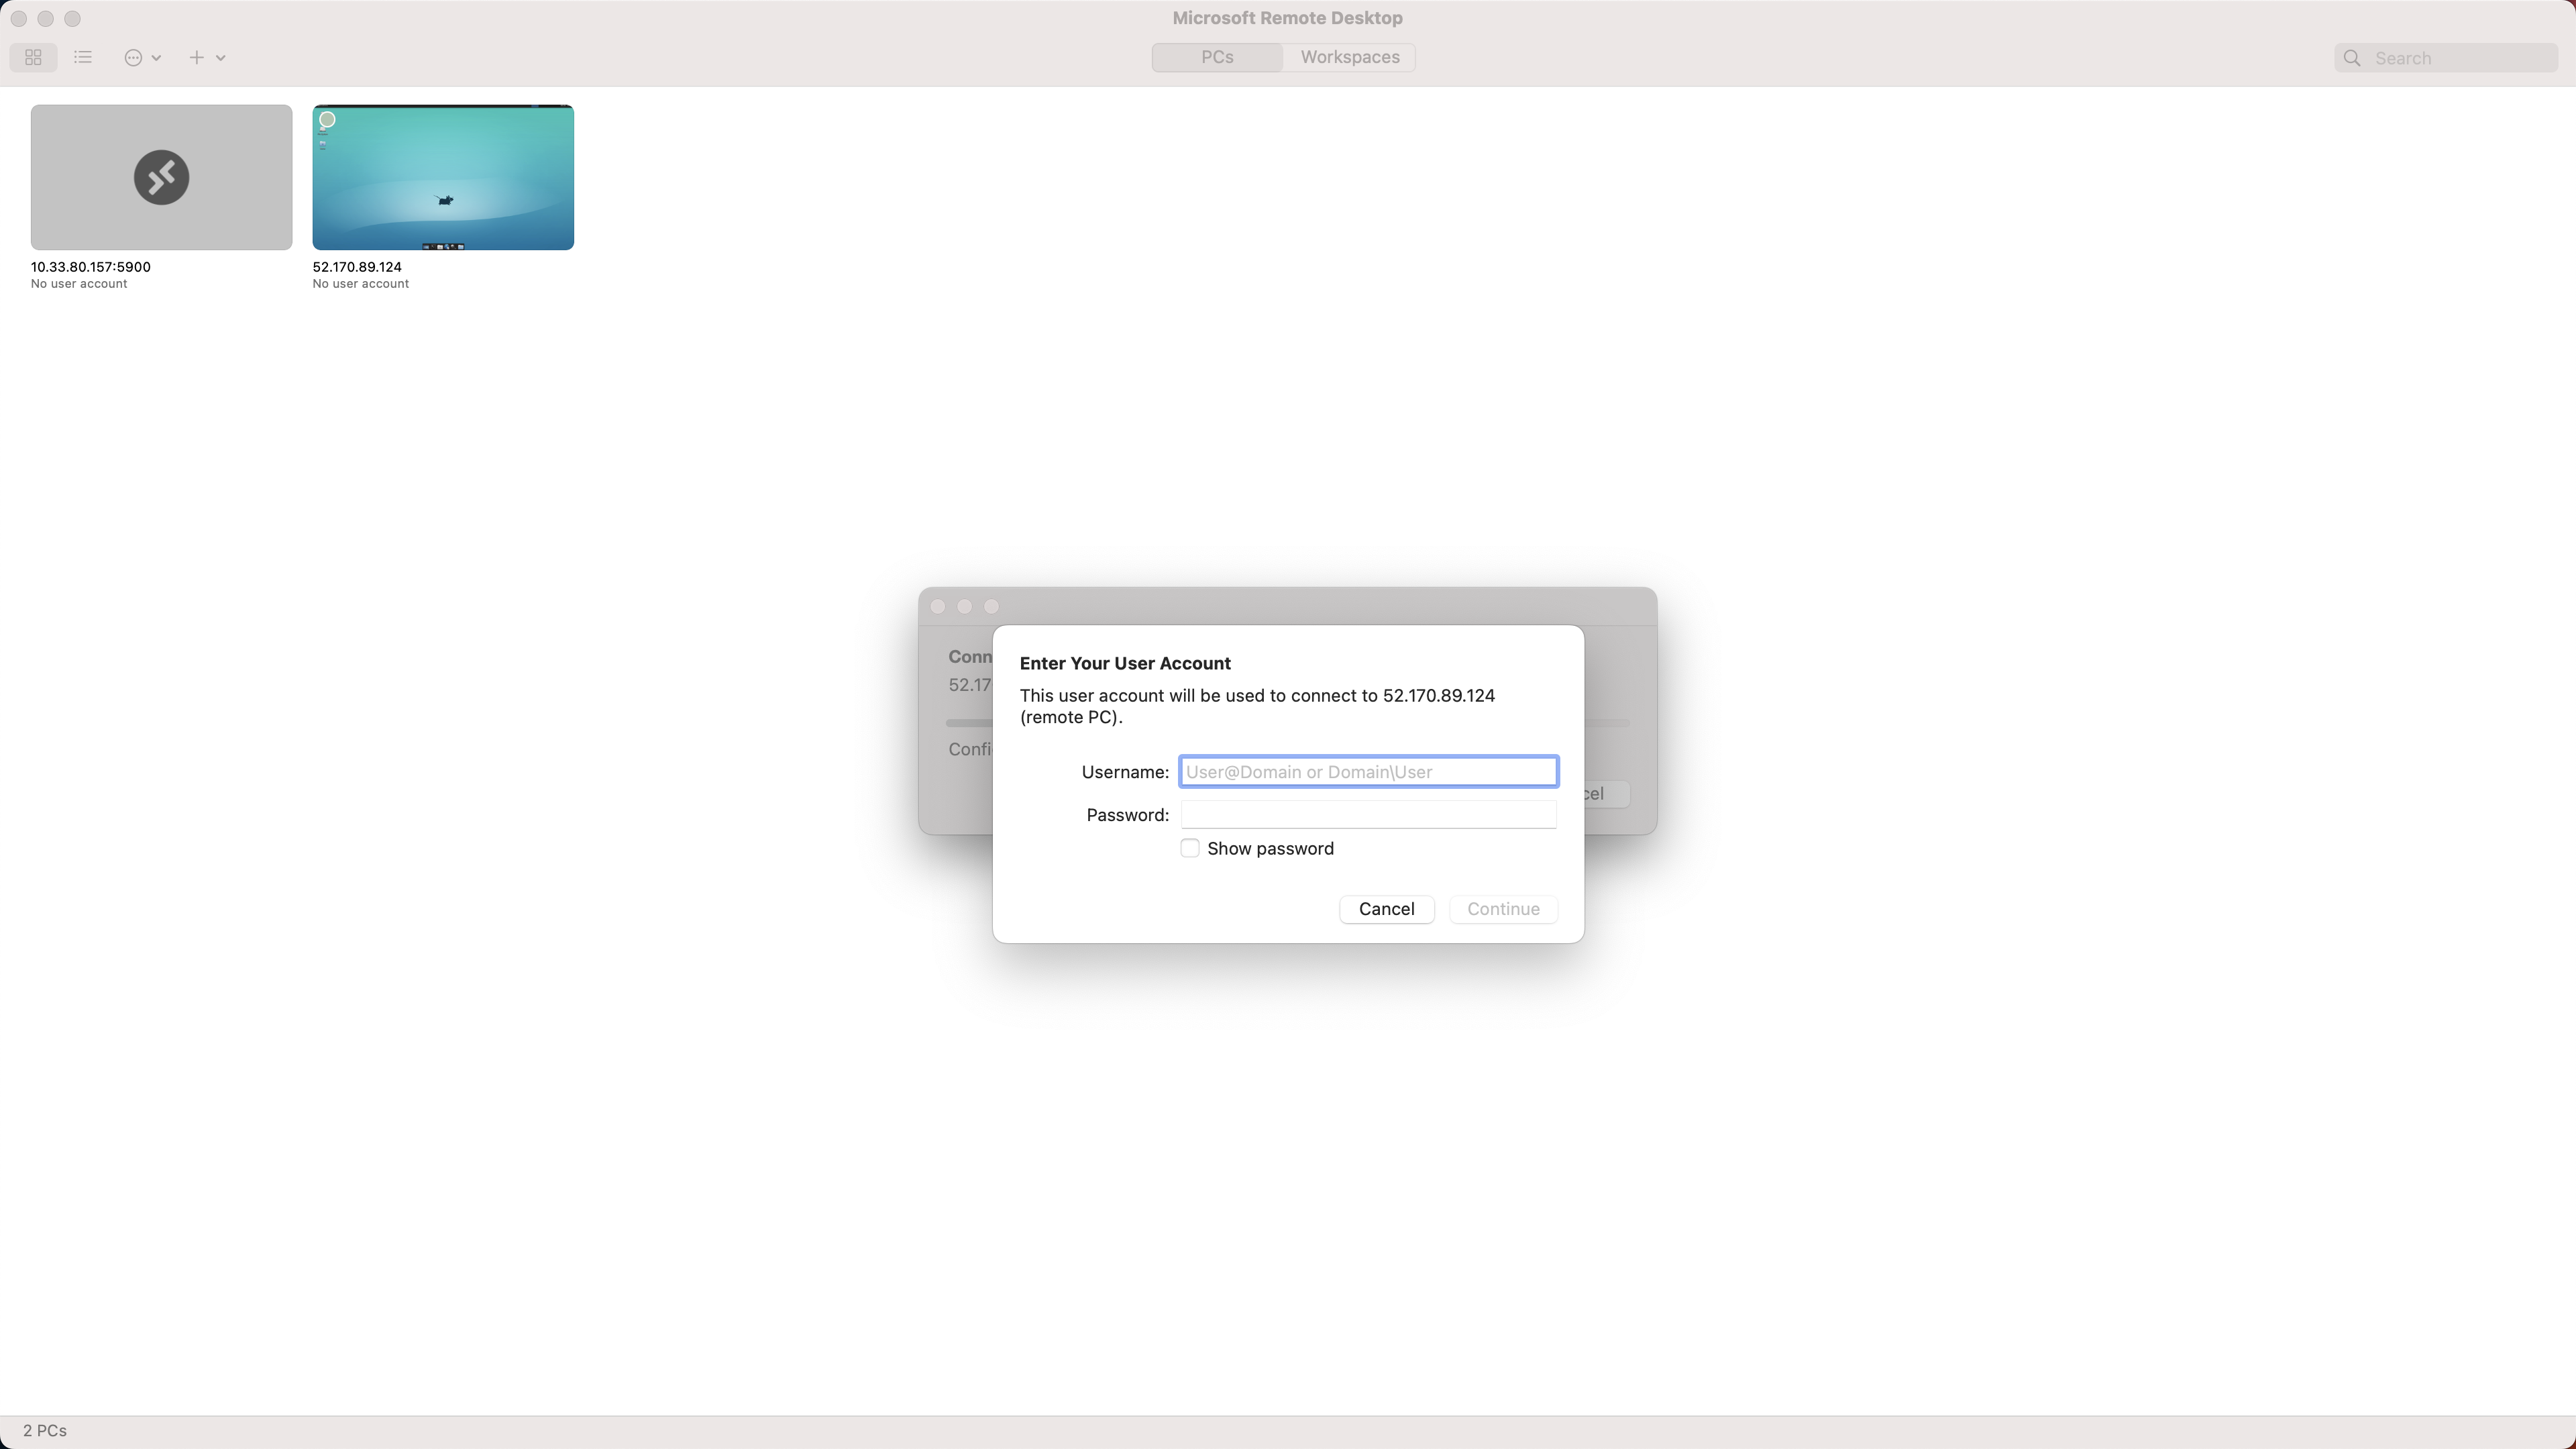 Microsoft Remote Desktop
PCs
Workspaces
Search
10.33.80.157:5900
No user account
52.170.89.124
No user account
Conn
52.17
Confi
cel
Enter Your User Account
This user account will be used to connect to 52.170.89.124
(remote PC).
Username: User@Domain or Domain\User
Password:
Show password
Cancel
Continue
2 PCs